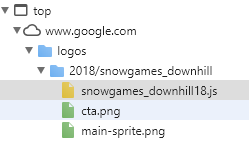 top
www.google.com
logos
2018/snowgames_downhill
snowgames_downhill18.js
cta.png
main-sprite.png